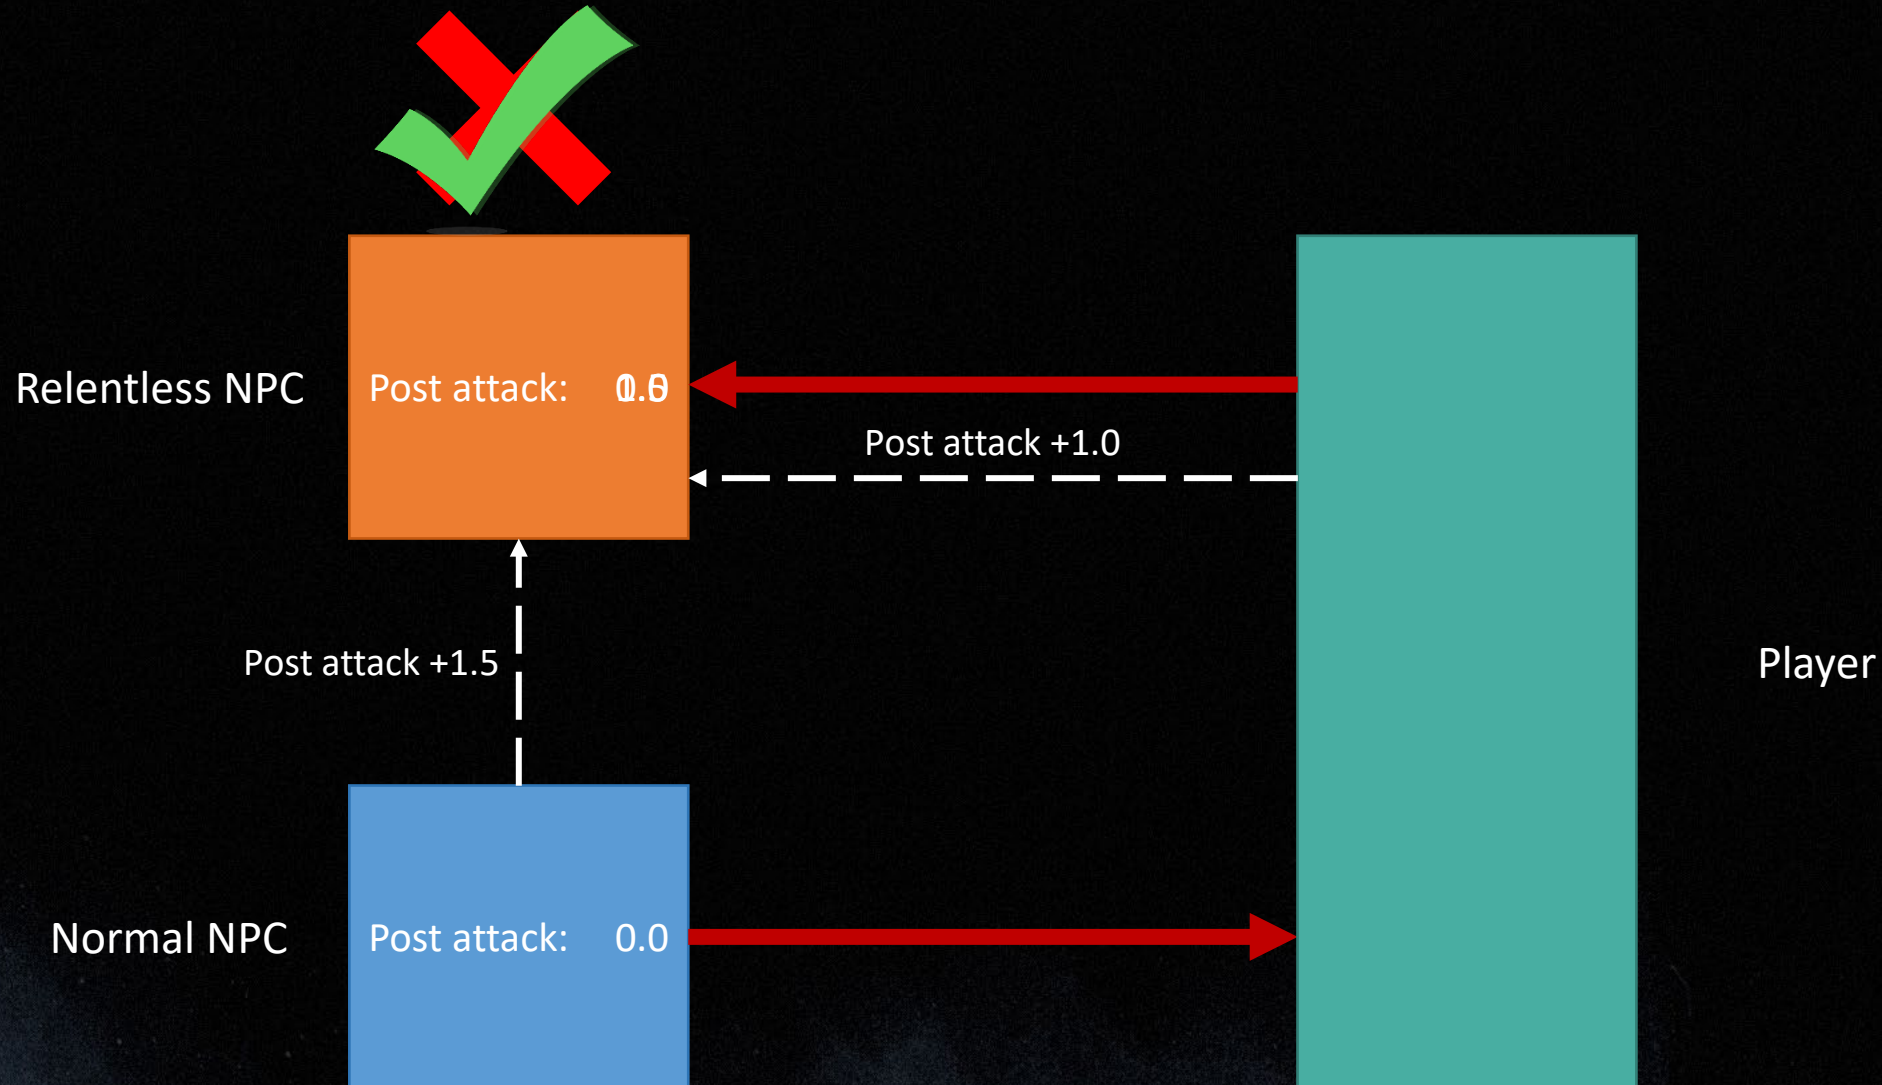 Relentless NPC
Post attack:
Post attack +1.0
Post attack +1.5
Player
Normal NPC
Post attack: 0.0